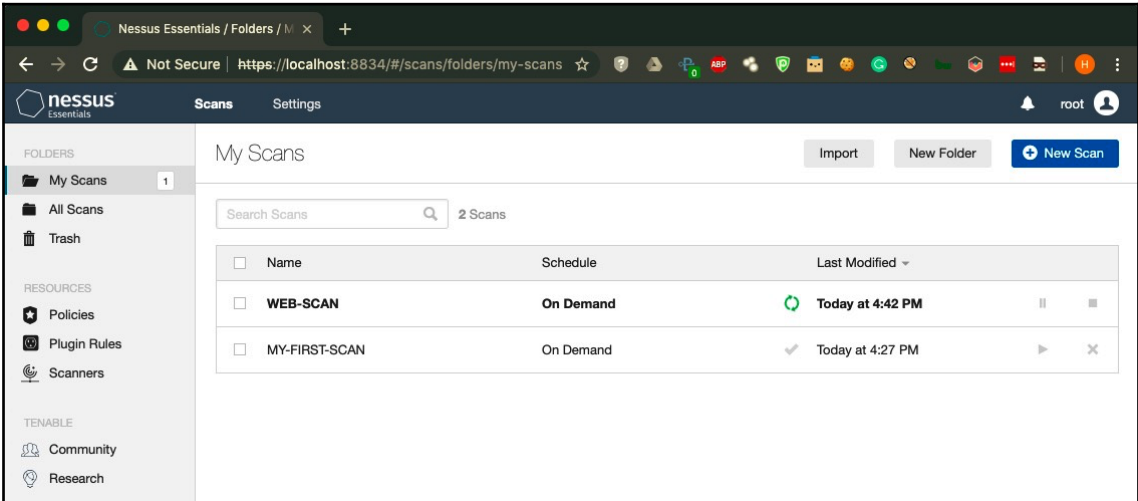 Nessus Essentials / Folders / M
Not Secure | https://localhost:8834/#/scans/folders/my-scans
ABP
0
G
H
nessus
Essentials
Scans
Settings
root
FOLDERS
My Scans
1
All Scans
Trash
RESOURCES
Policies
Plugin Rules
Scanners
TENABLE
Community
Research
My Scans
Import
New Folder
New Scan
Search Scans
2 Scans
Name Schedule Last Modified
WEB-SCAN On Demand Today at 4:42 PM
MY-FIRST-SCAN On Demand Today at 4:27 PM